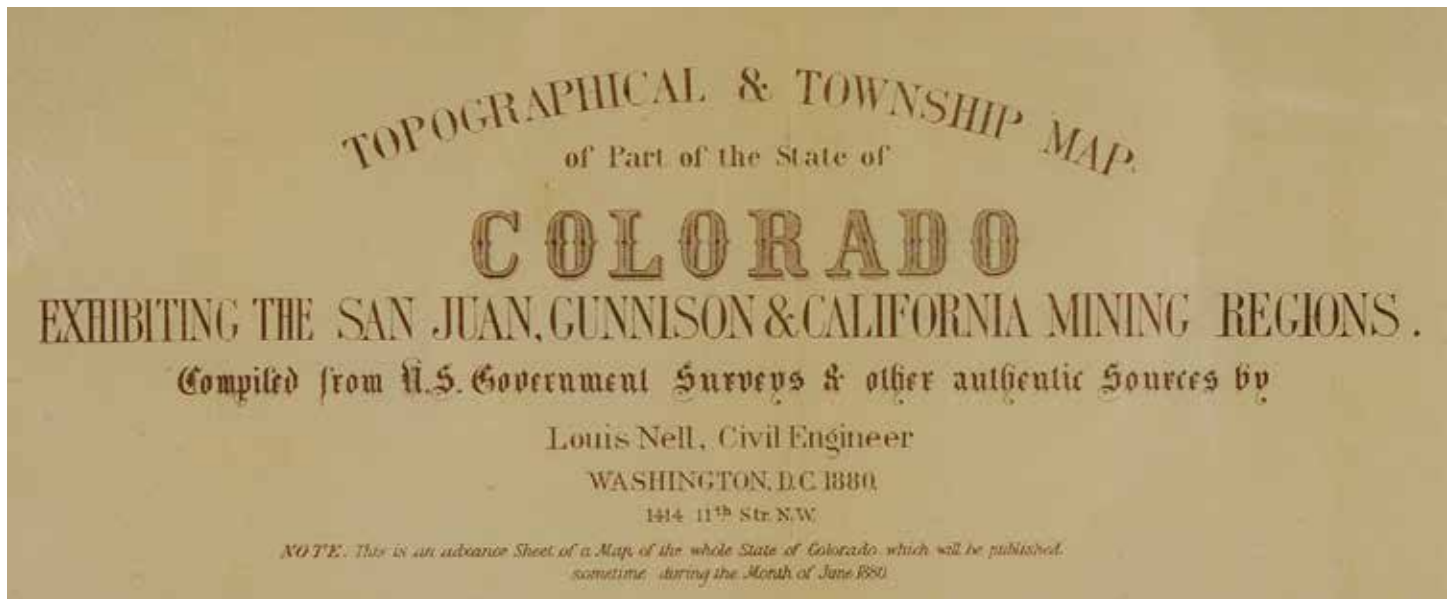 TOPOGRAPHICAL & TOWNSHIP MAP.
of Part of the State of
COLORADO
EXHIBITING THE SAN JUAN, GUNNISON & CALIFORNIA MINING REGIONS.
Compiled from U.S. Government Surveys & other authentic Sources by
Louis Nell, Civil Engineer
WASHINGTON, D.C. 1880.
1414 11th Str. N.W.
NOTE. This is an advance Sheet of a Map of the whole State of Colorado which will be published
sometime during the Month of June 1880.